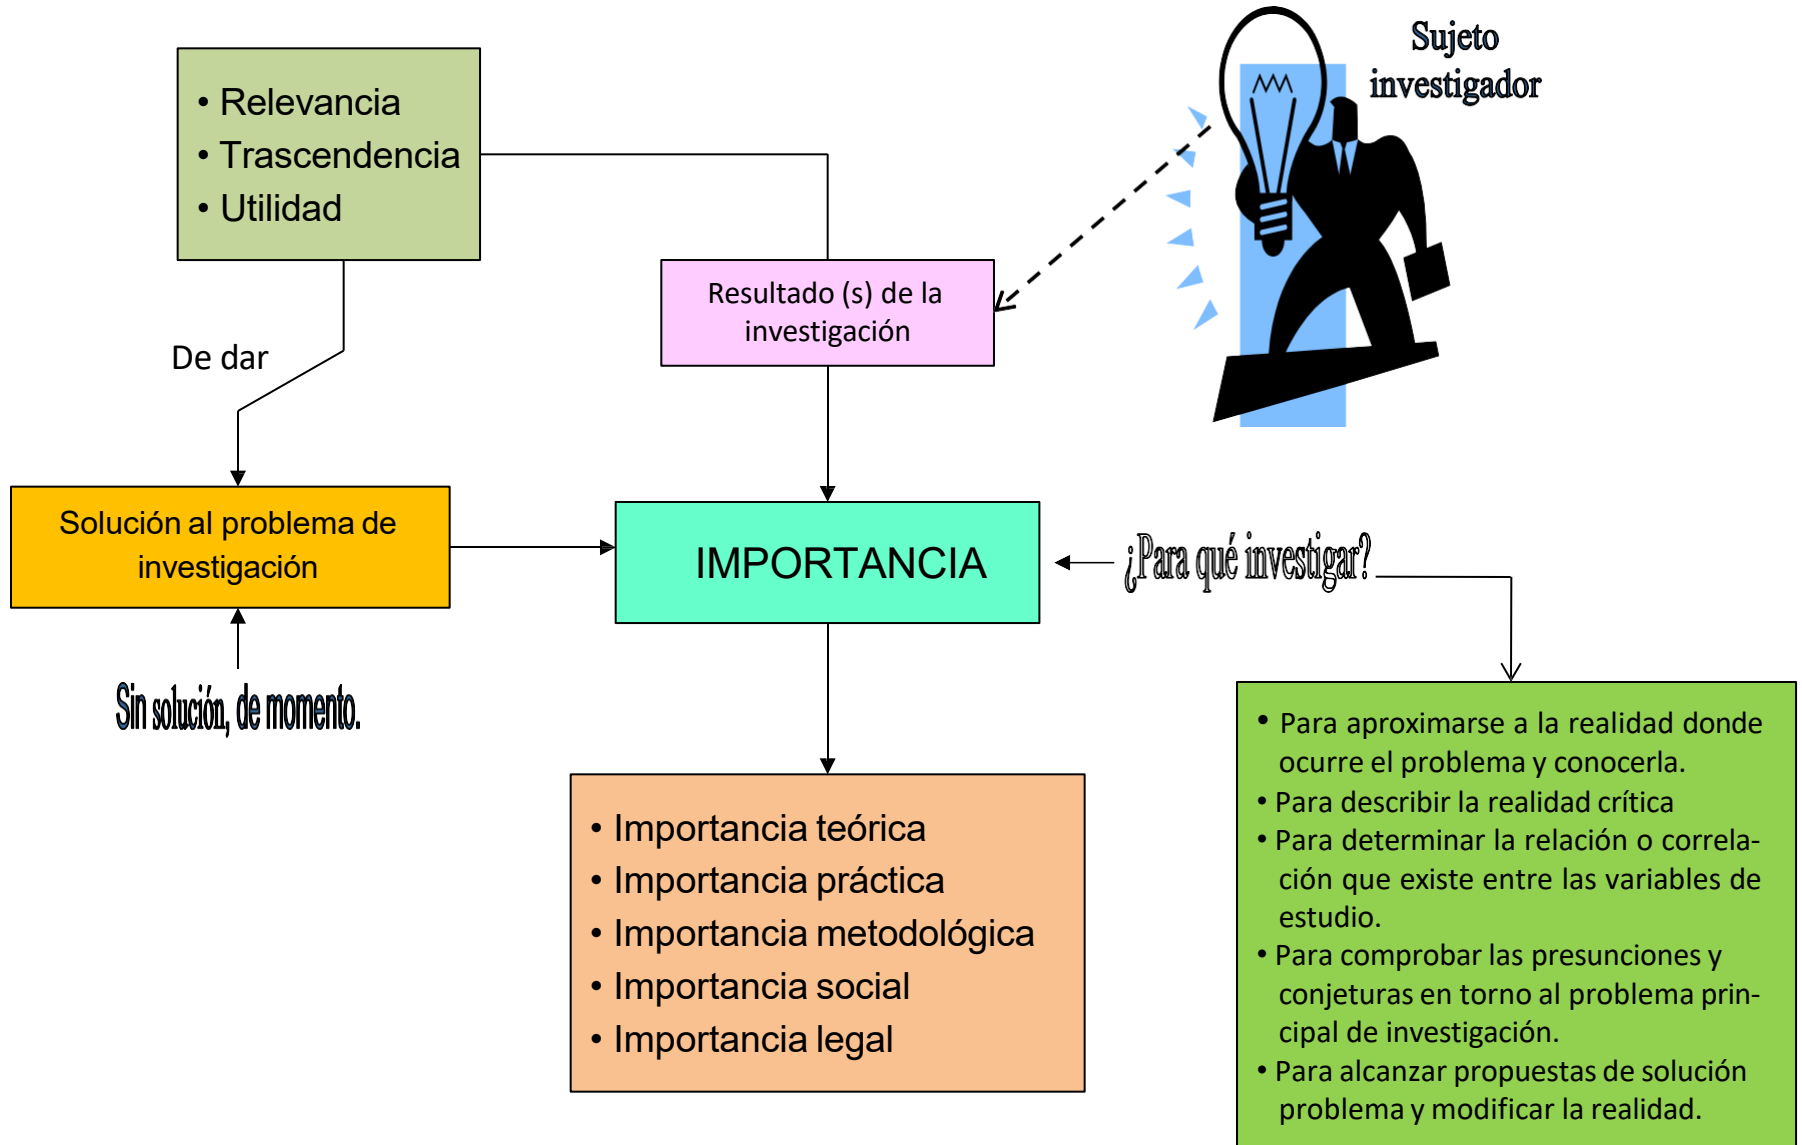 Sujeto
investigador
• Relevancia
• Trascendencia
• Utilidad
Resultado (s) de la
investigación
De dar
Solución al problema de
investigación
IMPORTANCIA
¿Para qué investigar?
Sin solución, de momento.
• Para aproximarse a la realidad donde
ocurre el problema y conocerla.
• Para describir la realidad crítica
• Para determinar la relación o correla-
ción que existe entre las variables de
estudio.
• Para comprobar las presunciones y
conjeturas en torno al problema prin-
cipal de investigación.
• Para alcanzar propuestas de solución
problema y modificar la realidad.
• Importancia teórica
• Importancia práctica
• Importancia metodológica
• Importancia social
• Importancia legal